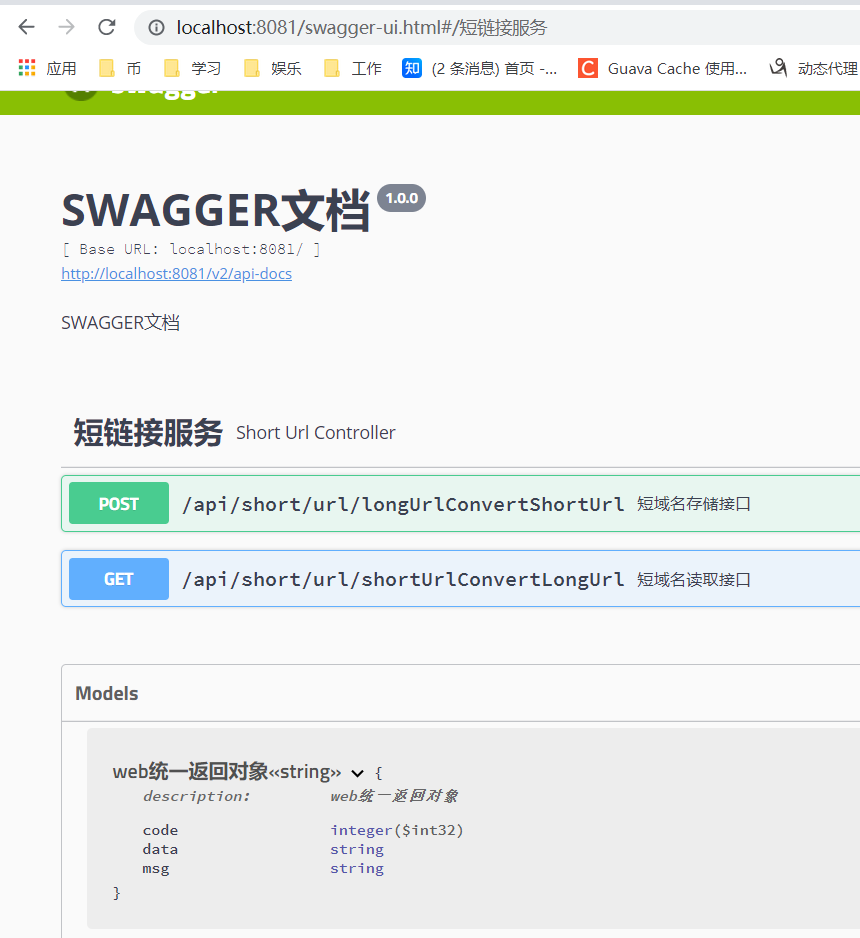 localhost:8081/swagger-ui.html#/短链接服务
应用 币 学习 娱乐 工作 知 (2 条消息) 首页 -... C Guava Cache 使用... 动态代理
swagger
SWAGGER文档 1.0.0
[ Base URL: localhost:8081/ ]
http://localhost:8081/v2/api-docs
SWAGGER文档
短链接服务 Short Url Controller
POST /api/short/url/longUrlConvertShortUrl 短域名存储接口
GET /api/short/url/shortUrlConvertLongUrl 短域名读取接口
Models
web统一返回对象«string» {
description: web统一返回对象
code integer($int32)
data string
msg string
}